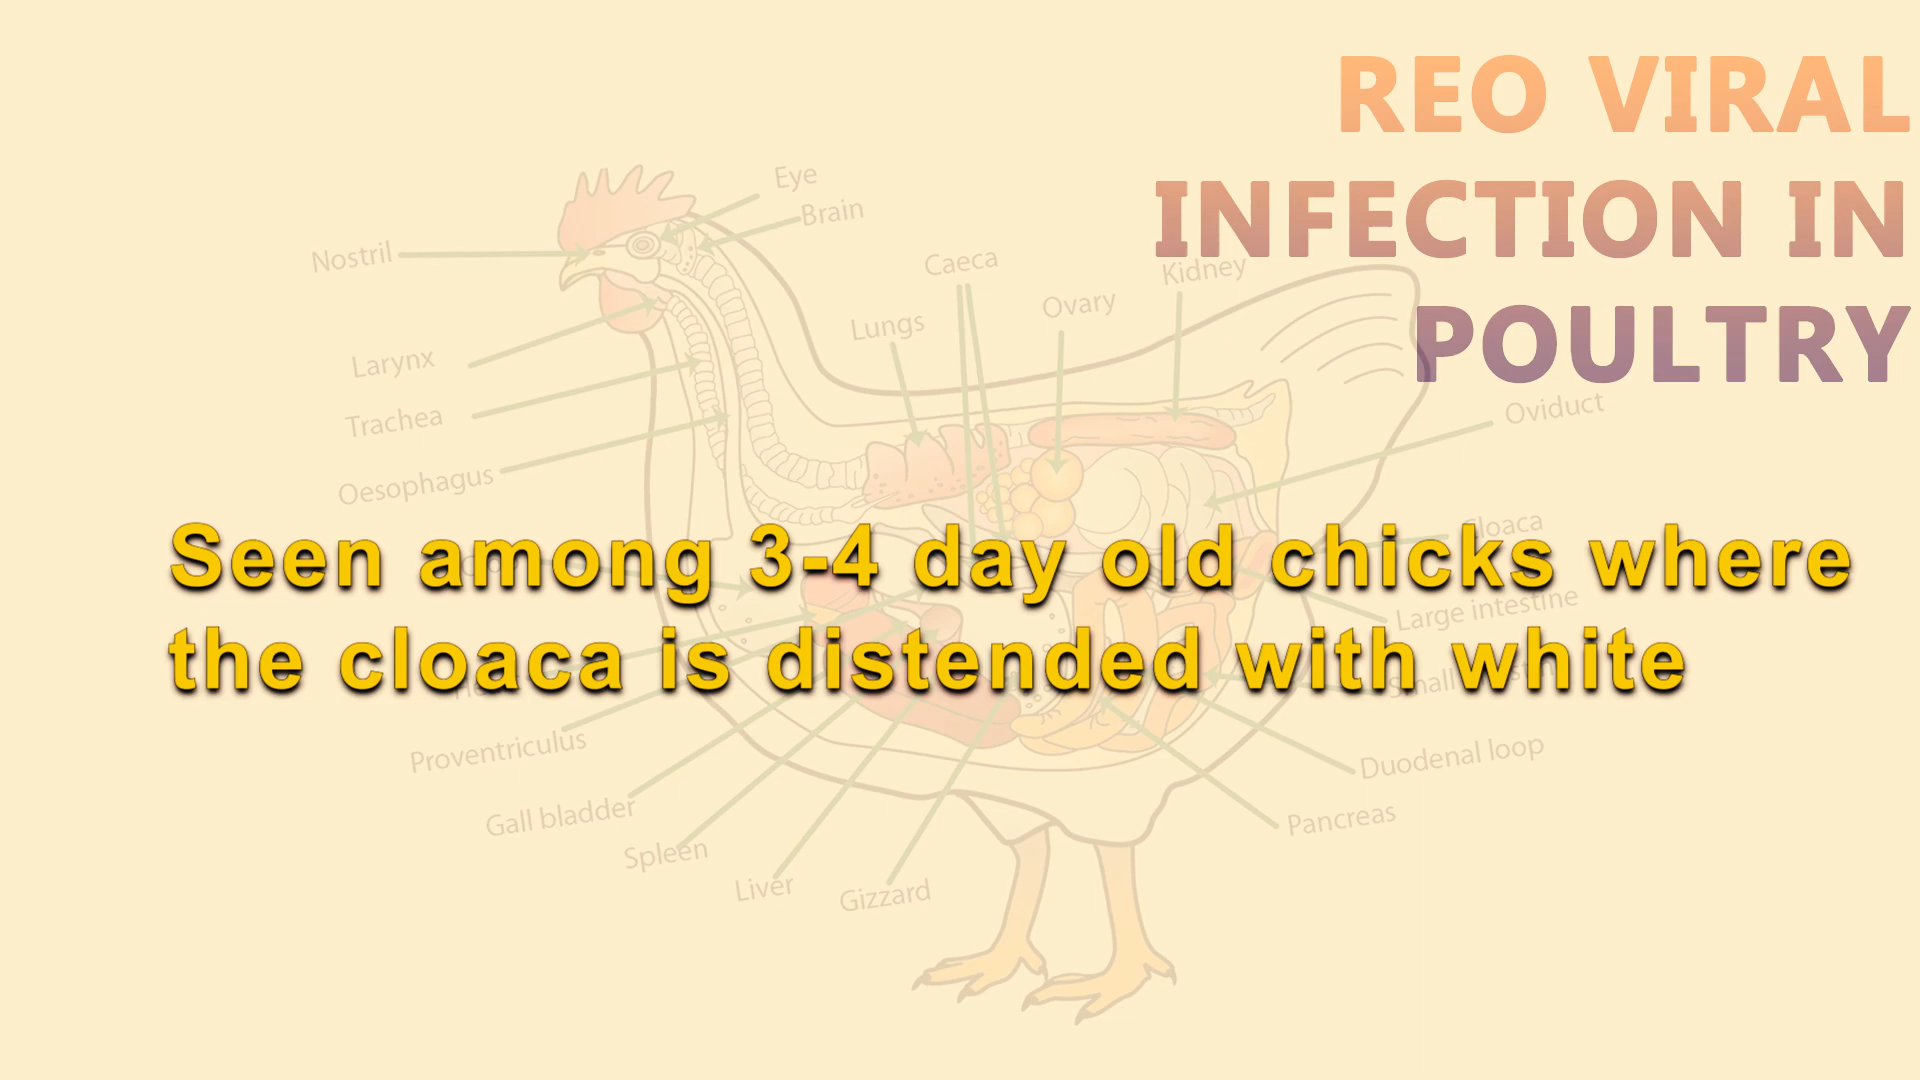 REO VIRAL
INFECTION IN
POULTRY
Eye
Brain
Nostril
Caeca
Kidney
Ovary
Lungs
Larynx
Trachea
Oviduct
Oesophagus
Cloaca
Seen among 3-4 day old chicks where
the cloaca is distended with white
Large intestine
Small
Proventriculus
Duodenal loop
Gall bladder
Pancreas
Spleen
Liver
Gizzard